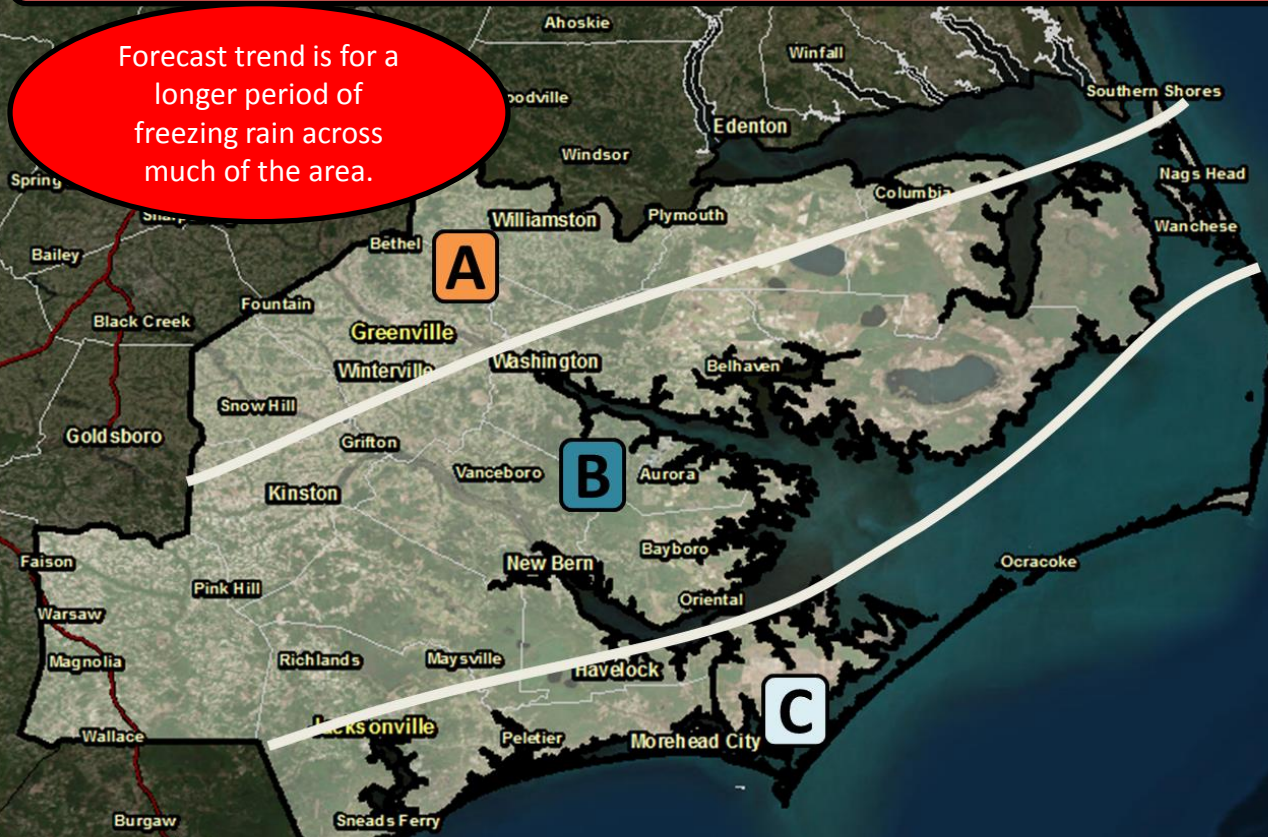 Ahoskie
Winfall
Forecast trend is for a
longer period of
freezing rain across
much of the area.
Southern Shores
Edenton
Windsor
Nags Head
Columbia
Williamston
Plymouth
Wanchese
Bethel
Bailey
A
Fountain
Black Creek
Greenville
Washington
Winterville
Belhaven
Snow Hill
Goldsboro
Grifton
Vanceboro
B
Aurora
Kinston
Bayboro
Faison
New Bern
Ocracoke
Pink Hill
Oriental
Warsaw
Magnolia
Richlands
Maysville
Havelock
C
Jacksonville
Wallace
Peletier
Morehead City
Burgaw
Sneads Ferry